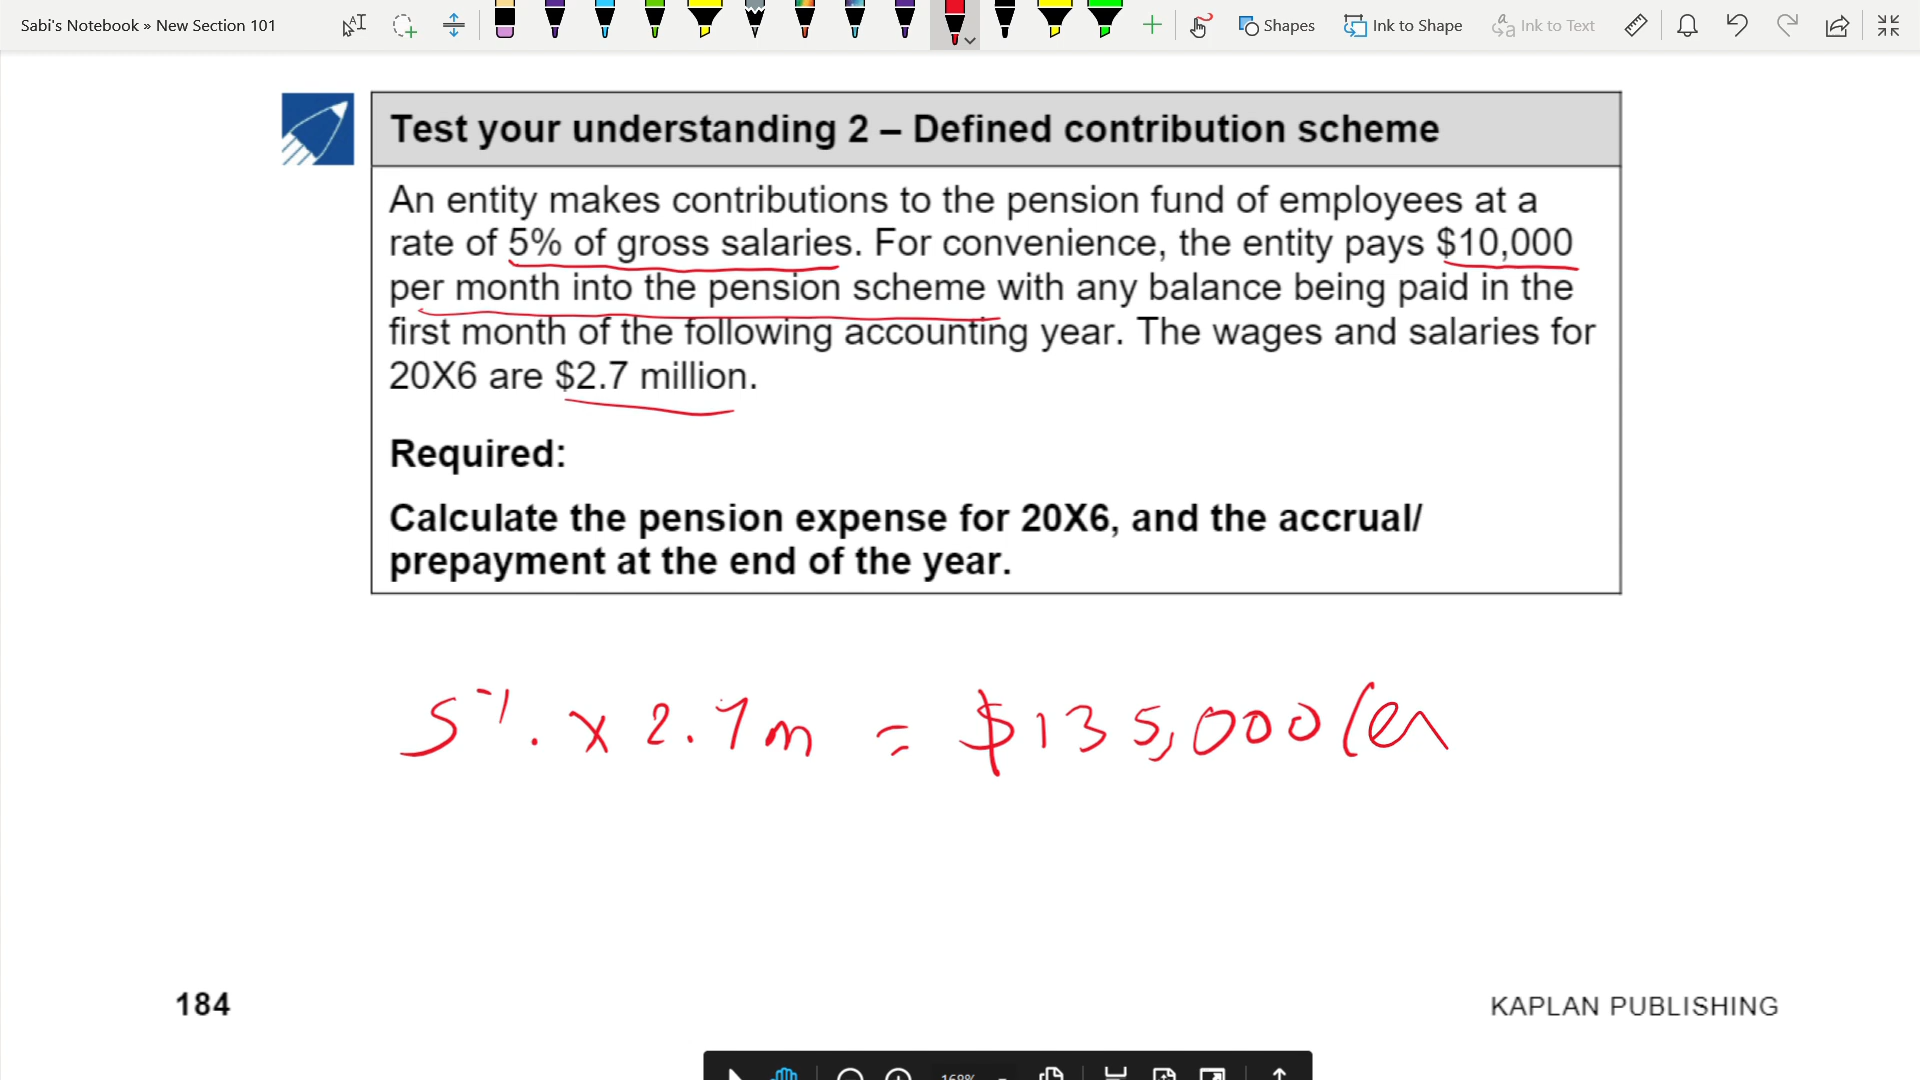 Sabi's Notebook » New Section 101
Shapes
Ink to Shape
Ink to Text
Test your understanding 2 – Defined contribution scheme
An entity makes contributions to the pension fund of employees at a
rate of 5% of gross salaries. For convenience, the entity pays $10,000
per month into the pension scheme with any balance being paid in the
first month of the following accounting year. The wages and salaries for
20X6 are $2.7 million.
Required:
Calculate the pension expense for 20X6, and the accrual/
prepayment at the end of the year.
5% × 2.7m = $135,000 (
184
KAPLAN PUBLISHING